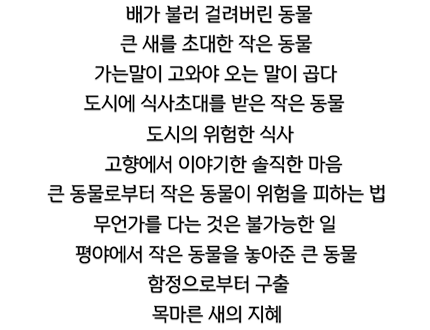 배가 불러 걸려버린 동물
큰 새를 초대한 작은 동물
가는말이 고와야 오는 말이 곱다
도시에 식사초대를 받은 작은 동물
도시의 위험한 식사
고향에서 이야기한 솔직한 마음
큰 동물로부터 작은 동물이 위험을 피하는 법
무언가를 다는 것은 불가능한 일
평야에서 작은 동물을 놓아준 큰 동물
함정으로부터 구출
목마른 새의 지혜